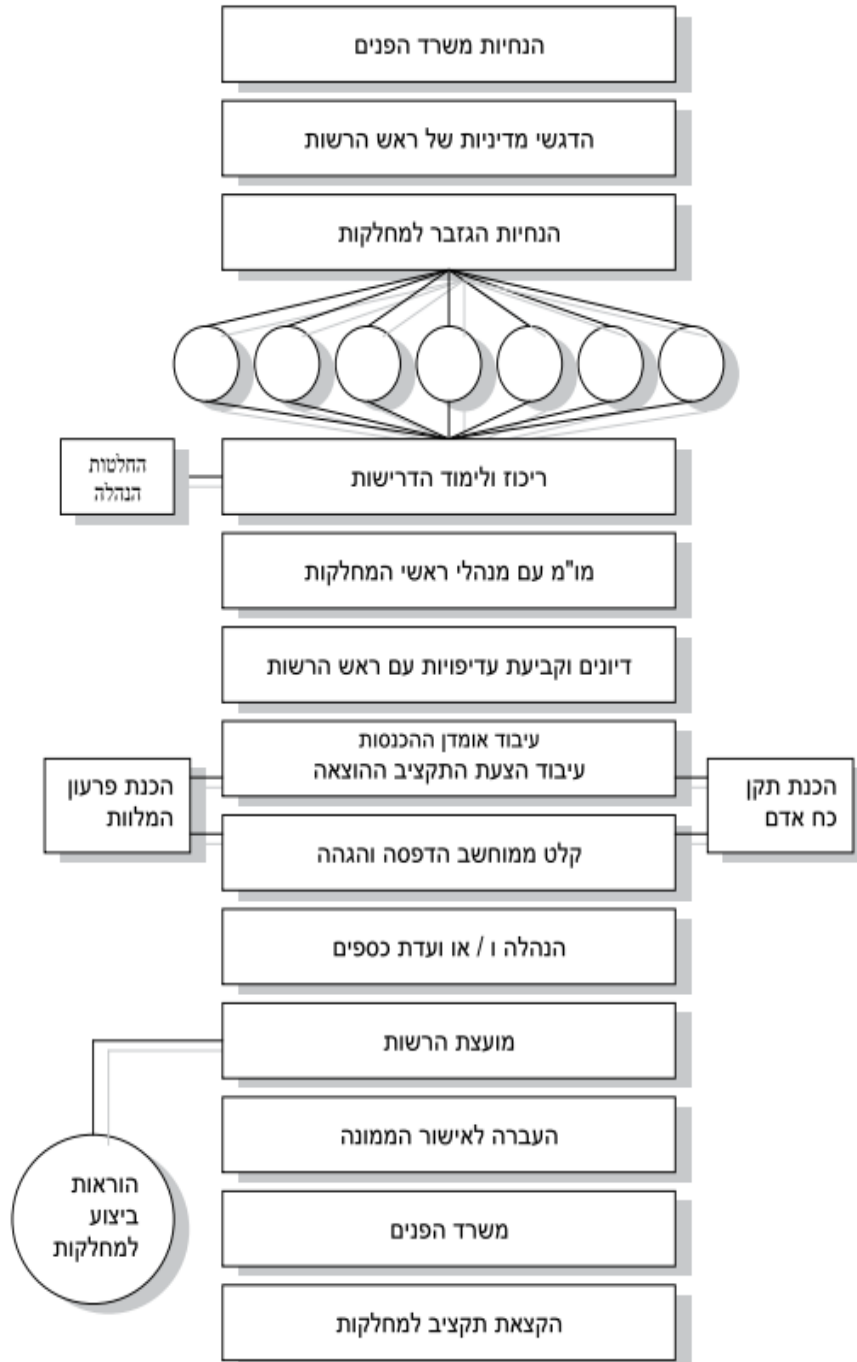 הנחיות משרד הפנים
הדגשי מדיניות של ראש הרשות
הנחיות הגזבר למחלקות
ריכוז ולימוד הדרישות
החלטות
הנהלה
מו"מ עם מנהלי ראשי המחלקות
דיונים וקביעת עדיפויות עם ראש הרשות
עיבוד אומדן ההכנסות
עיבוד הצעת התקציב ההוצאה
הכנת תקן
כח אדם
הכנת פרעון
המלוות
קלט ממוחשב הדפסה והגהה
הנהלה ו / או ועדת כספים
מועצת הרשות
העברה לאישור הממונה
הוראות
ביצוע
למחלקות
משרד הפנים
הקצאת תקציב למחלקות